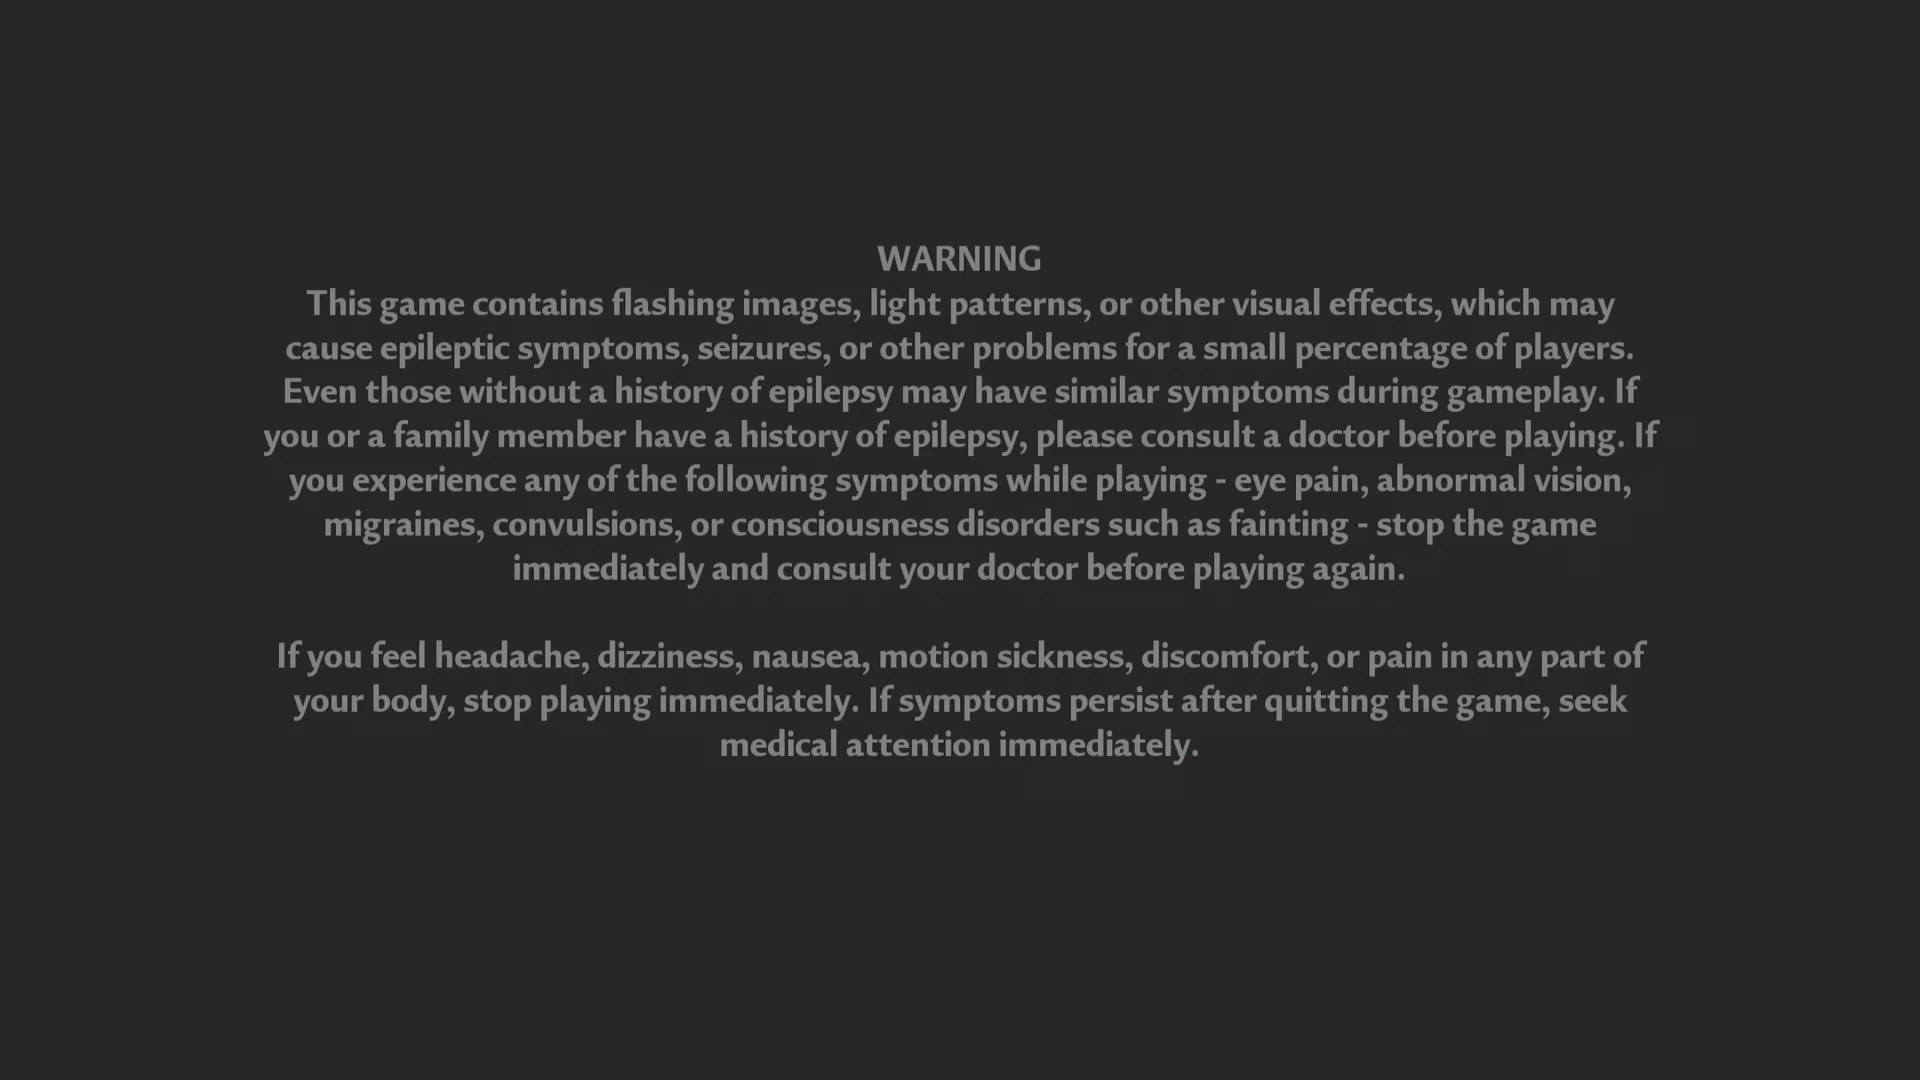 WARNING
This game contains flashing images, light patterns, or other visual effects, which may
cause epileptic symptoms, seizures, or other problems for a small percentage of players.
Even those without a history of epilepsy may have similar symptoms during gameplay. If
you or a family member have a history of epilepsy, please consult a doctor before playing. If
you experience any of the following symptoms while playing - eye pain, abnormal vision,
migraines, convulsions, or consciousness disorders such as fainting - stop the game
immediately and consult your doctor before playing again.
If you feel headache, dizziness, nausea, motion sickness, discomfort, or pain in any part of
your body, stop playing immediately. If symptoms persist after quitting the game, seek
medical attention immediately.